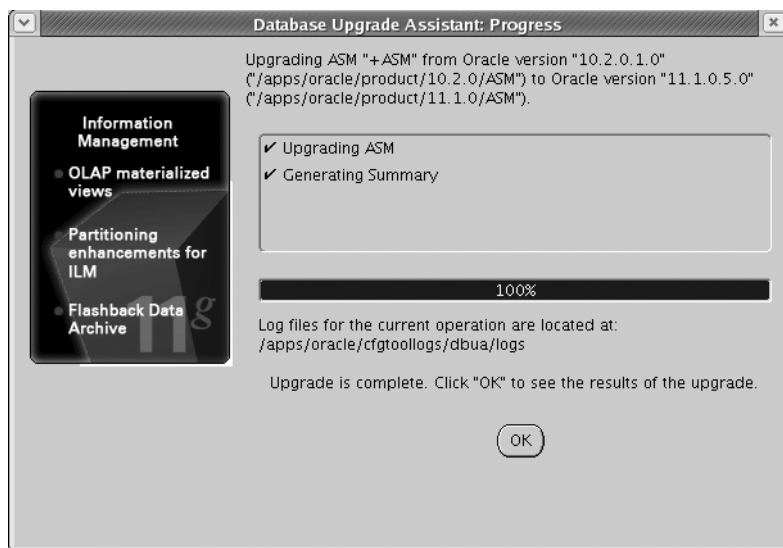 Database Upgrade Assistant: Progress
Upgrading ASM "+ASM" from Oracle version "10.2.0.1.0"
("/apps/oracle/product/10.2.0/ASM") to Oracle version "11.1.0.5.0"
("/apps/oracle/product/11.1.0/ASM").
Information
Management
OLAP materialized
views
Partitioning
enhancements for
ILM
Flashback Data
Archive
11g
✔ Upgrading ASM
✔ Generating Summary
100%
Log files for the current operation are located at:
/apps/oracle/cfgtoollogs/dbua/logs
Upgrade is complete. Click "OK" to see the results of the upgrade.
OK